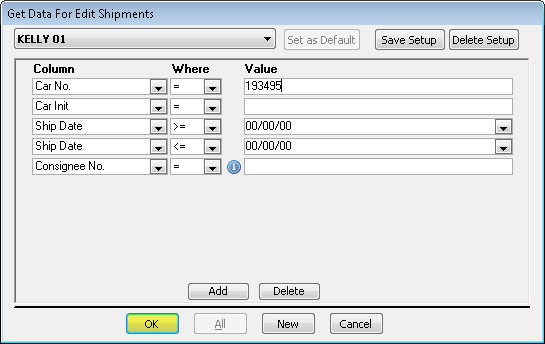 Get Data For Edit Shipments
KELLY 01 Set as Default Save Setup Delete Setup
Column Where Value
Car No. = 193495
Car Init =
Ship Date >= 00/00/00
Ship Date <= 00/00/00
Consignee No. = i
Add Delete
OK All New Cancel